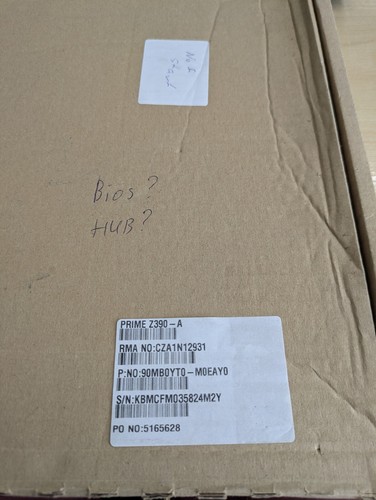 Bios?
HUB?
PRIME Z390-A
RMA NO:CZA1N12931
P:NO:90MB0YT0-M0EAY0
S/N:KBMCFM035824M2Y
PO NO:5165628